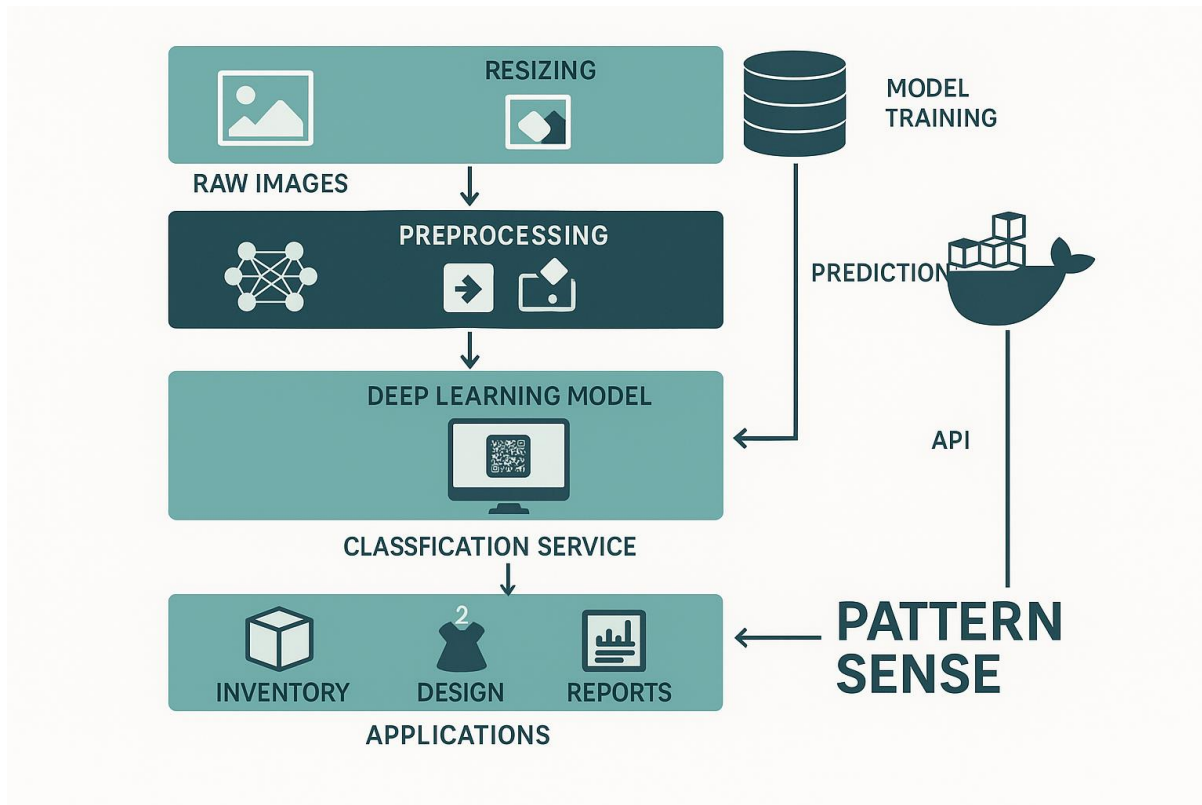 RESIZING
MODEL
TRAINING
RAW IMAGES
PREPROCESSING
PREDICTION
DEEP LEARNING MODEL
API
CLASSFICATION SERVICE
2
INVENTORY
DESIGN
REPORTS
PATTERN
SENSE
APPLICATIONS